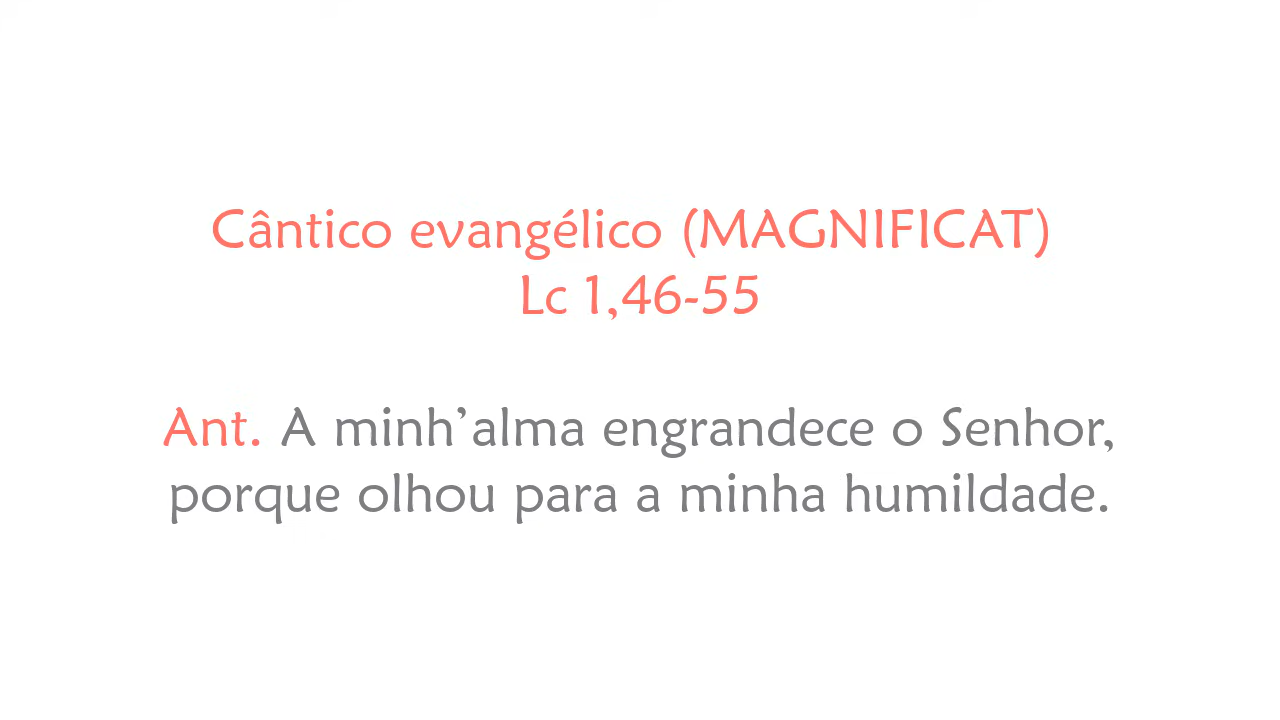 Cântico evangélico (MAGNIFICAT)
Lc 1,46-55
Ant. A minh’alma engrandece o Senhor,
porque olhou para a minha humildade.